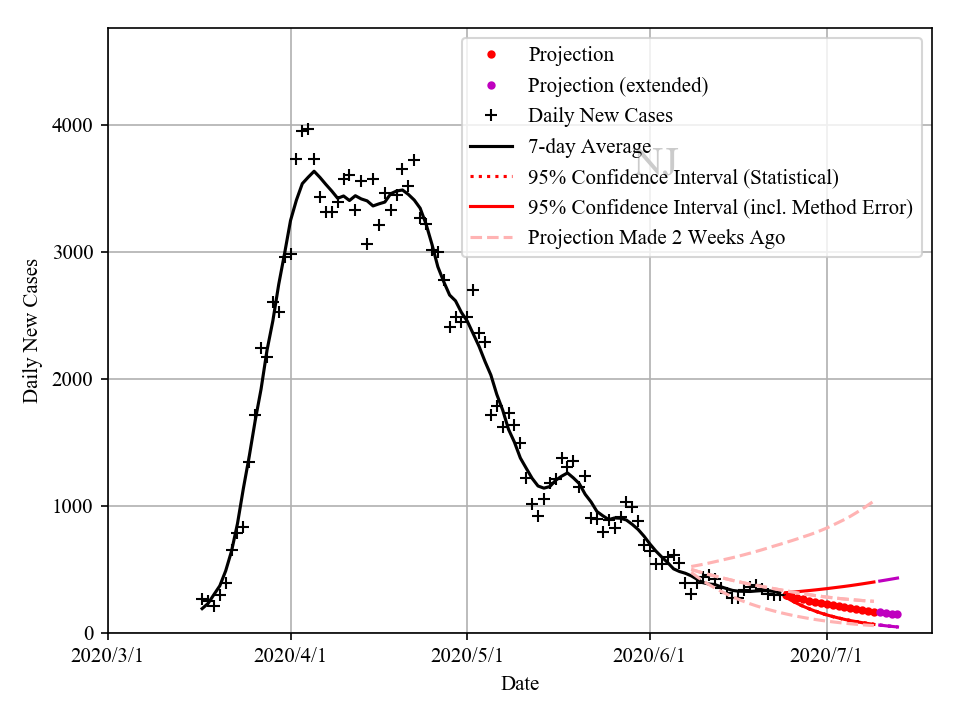 Projection
Projection (extended)
Daily New Cases
7-day Average
NJ
95% Confidence Interval (Statistical)
95% Confidence Interval (incl. Method Error)
Projection Made 2 Weeks Ago
Daily New Cases
4000
3000
2000
1000
0
2020/3/1
2020/4/1
2020/5/1
2020/6/1
2020/7/1
Date